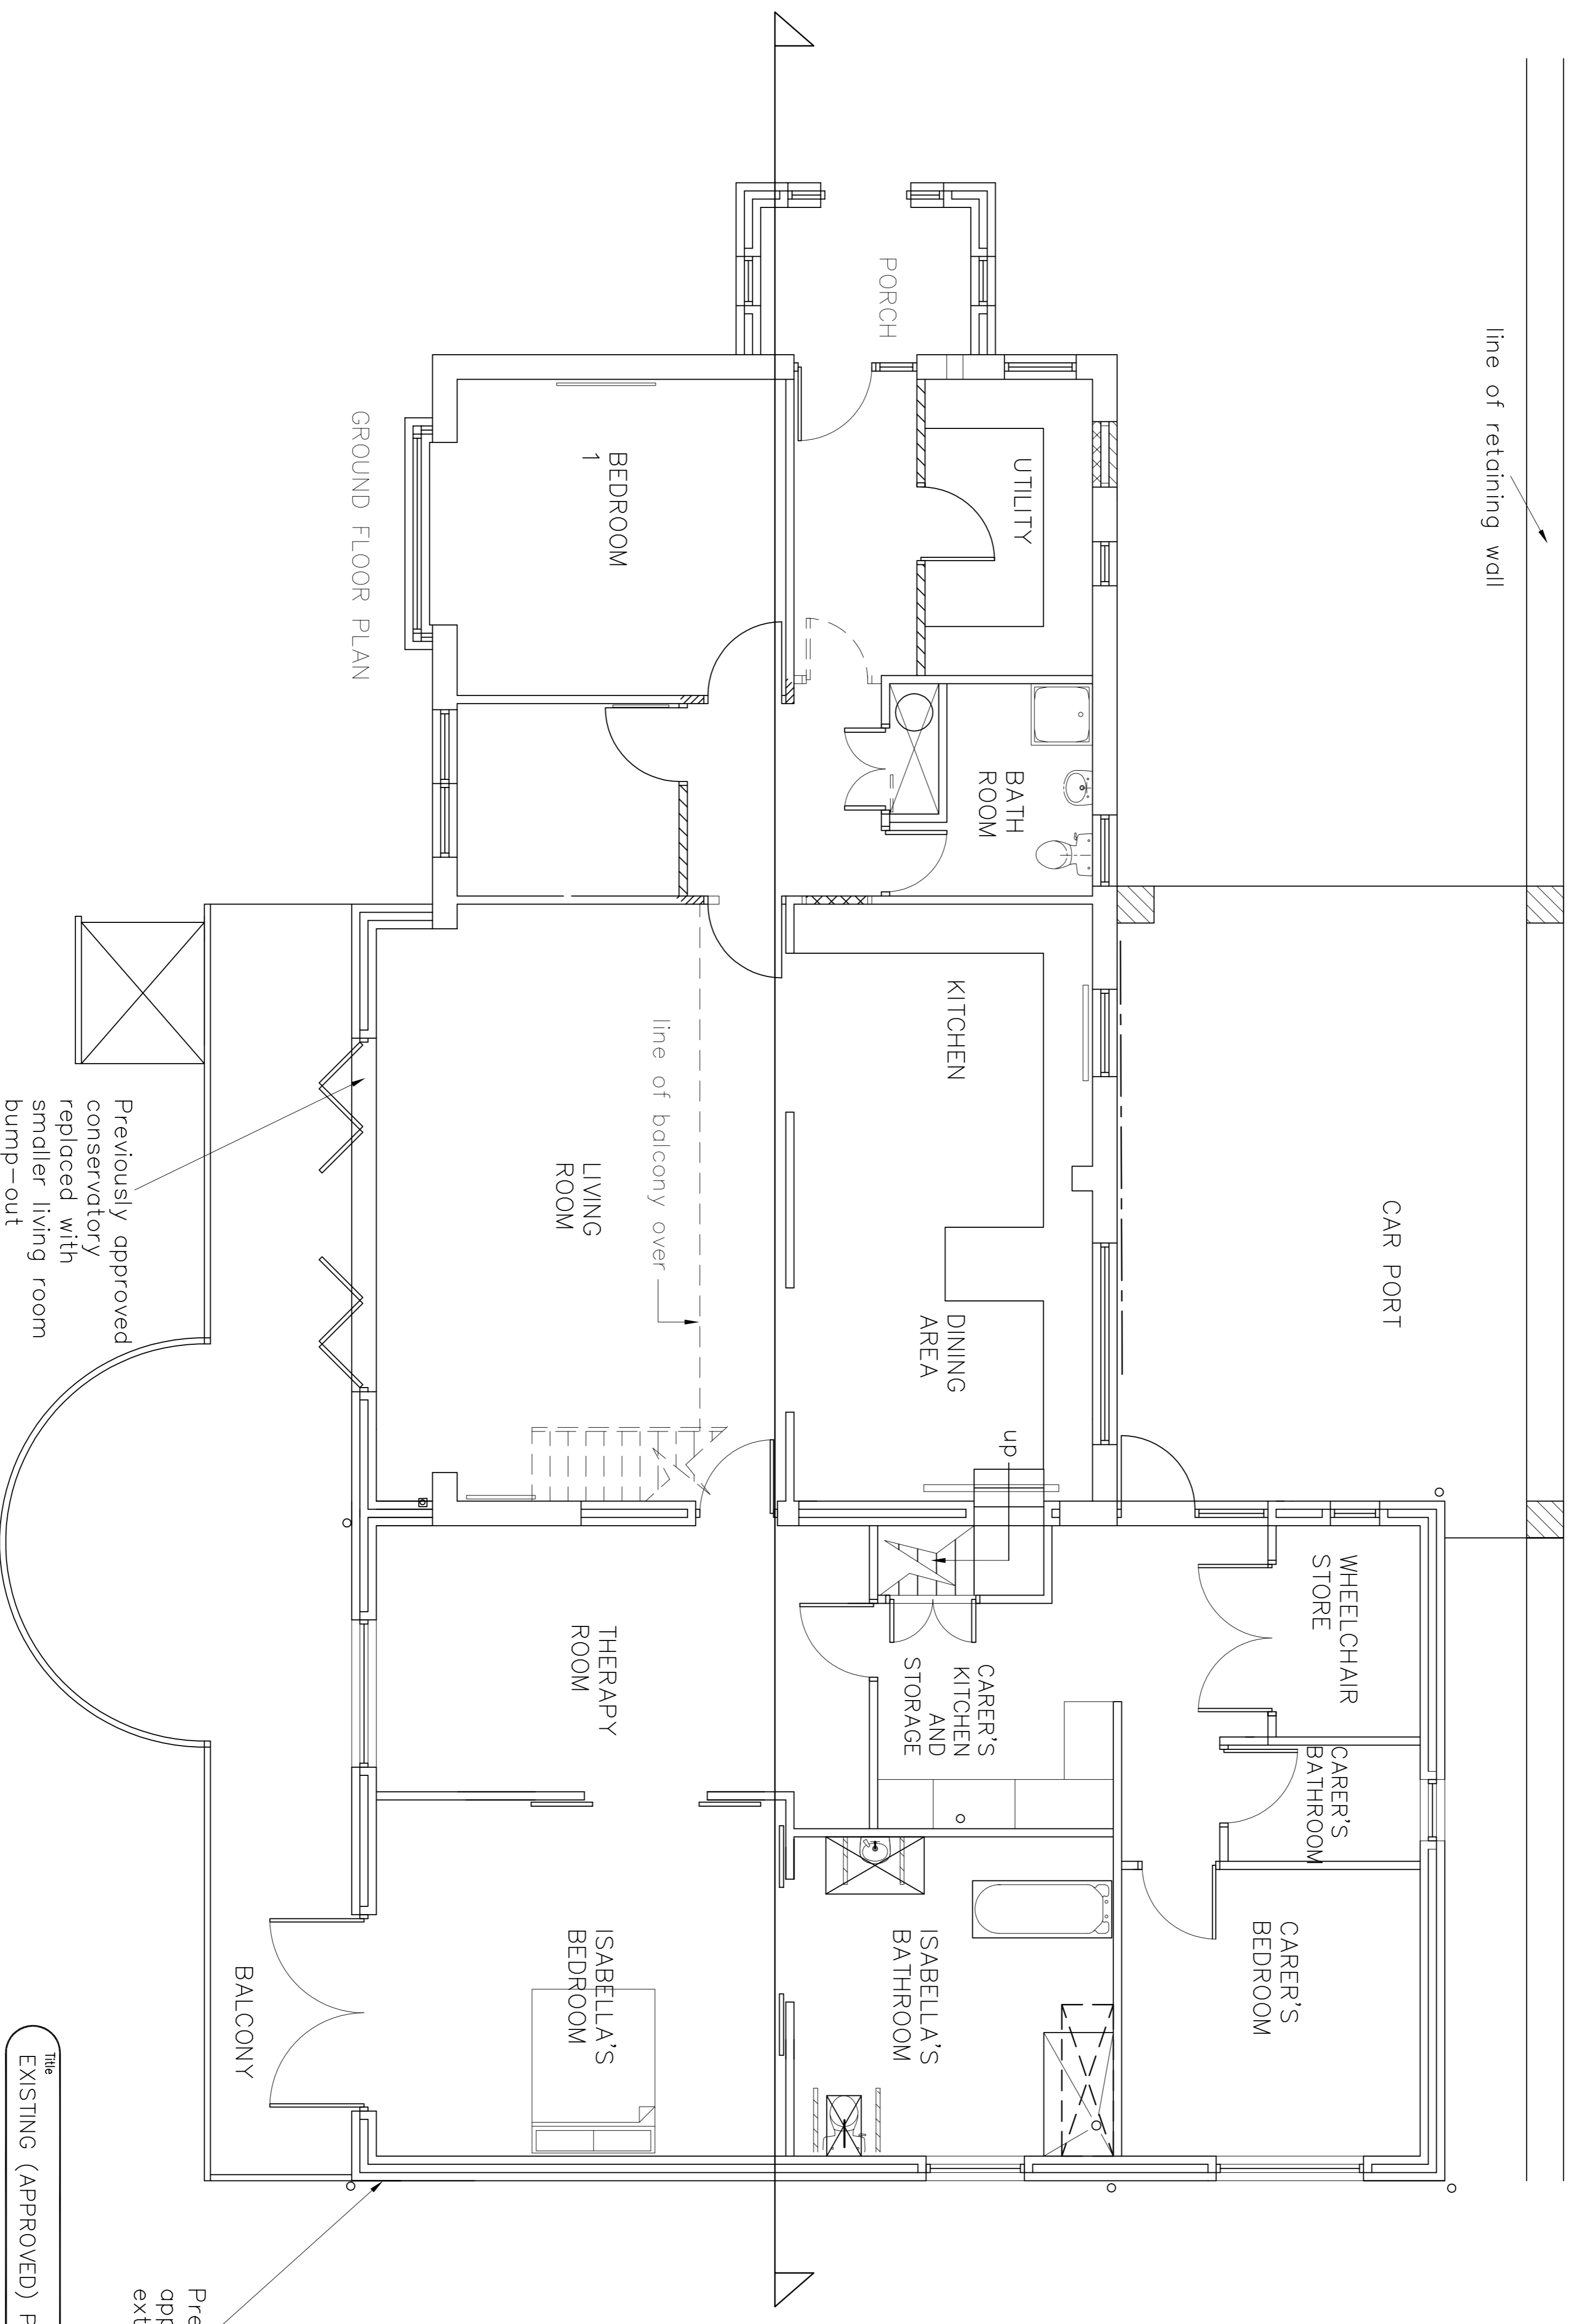 line of retaining wall
CAR PORT
PORCH
UTILITY
BATH
ROOM
KITCHEN
DINING
AREA
up
WHEELCHAIR
STORE
CARER'S
BATHROOM
CARER'S
BEDROOM
CARER'S
KITCHEN
AND
STORAGE
ISABELLA'S
BATHROOM
BEDROOM
1
line of balcony over
LIVING
ROOM
THERAPY
ROOM
ISABELLA'S
BEDROOM
GROUND FLOOR PLAN
BALCONY
Previously approved
conservatory
replaced with
smaller living room
bump-out
Title
EXISTING (APPROVED)